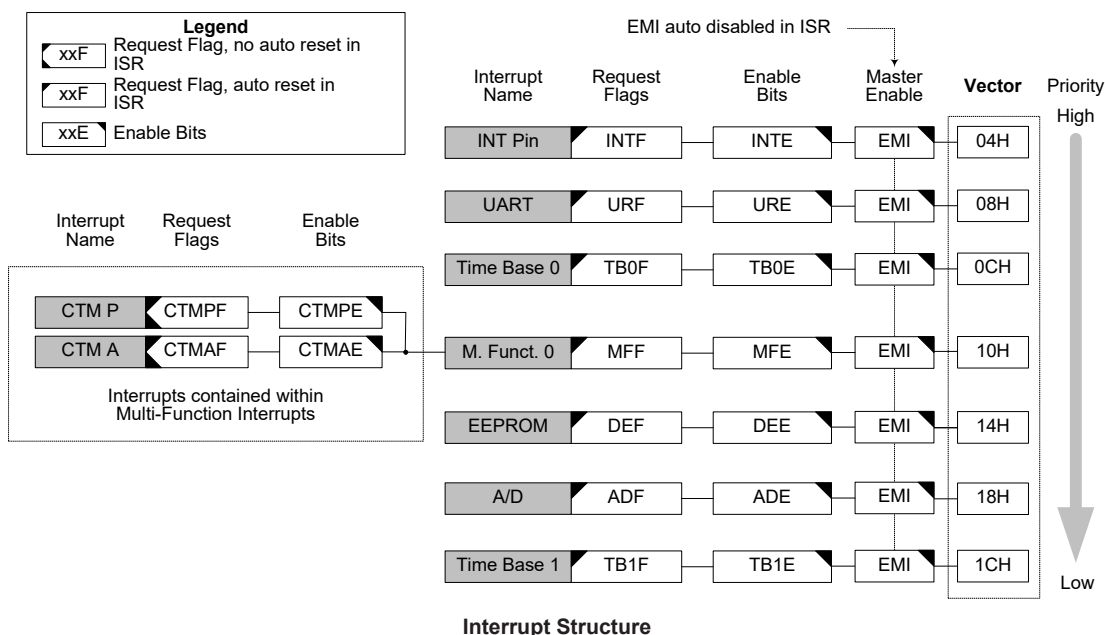 Legend
xxF Request Flag, no auto reset in
ISR
xxF Request Flag, auto reset in
ISR
xxE Enable Bits
EMI auto disabled in ISR
Interrupt
Name
Request
Flags
Enable
Bits
Master
Enable
Vector
Priority
High
INT Pin INTF INTE EMI 04H
UART URF URE EMI 08H
Time Base 0 TB0F TB0E EMI 0CH
M. Funct. 0 MFF MFE EMI 10H
EEPROM DEF DEE EMI 14H
A/D ADF ADE EMI 18H
Time Base 1 TB1F TB1E EMI 1CH
Low
Interrupt
Name
Request
Flags
Enable
Bits
CTM P CTMPF CTMPE
CTM A CTMAF CTMAE
Interrupts contained within
Multi-Function Interrupts
Interrupt Structure